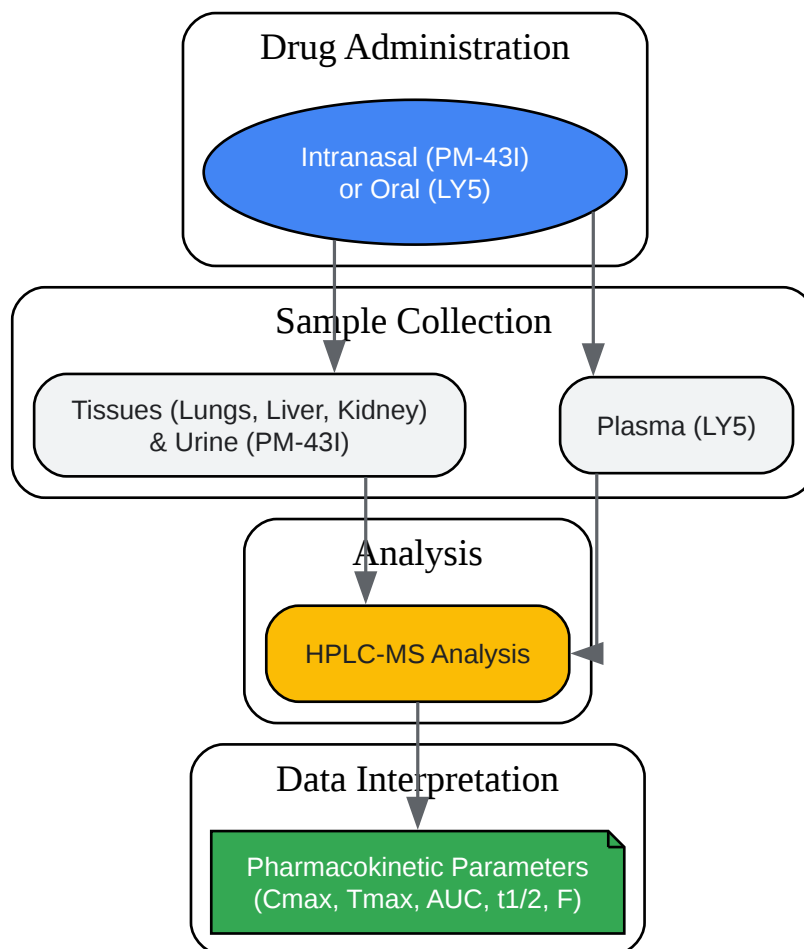 Drug Administration
Intranasal (PM-43I)
or Oral (LY5)
Sample Collection
Tissues (Lungs, Liver, Kidney)
& Urine (PM-43I)
Plasma (LY5)
Analysis
HPLC-MS Analysis
Data Interpretation
Pharmacokinetic Parameters
(Cmax, Tmax, AUC, t1/2, F)